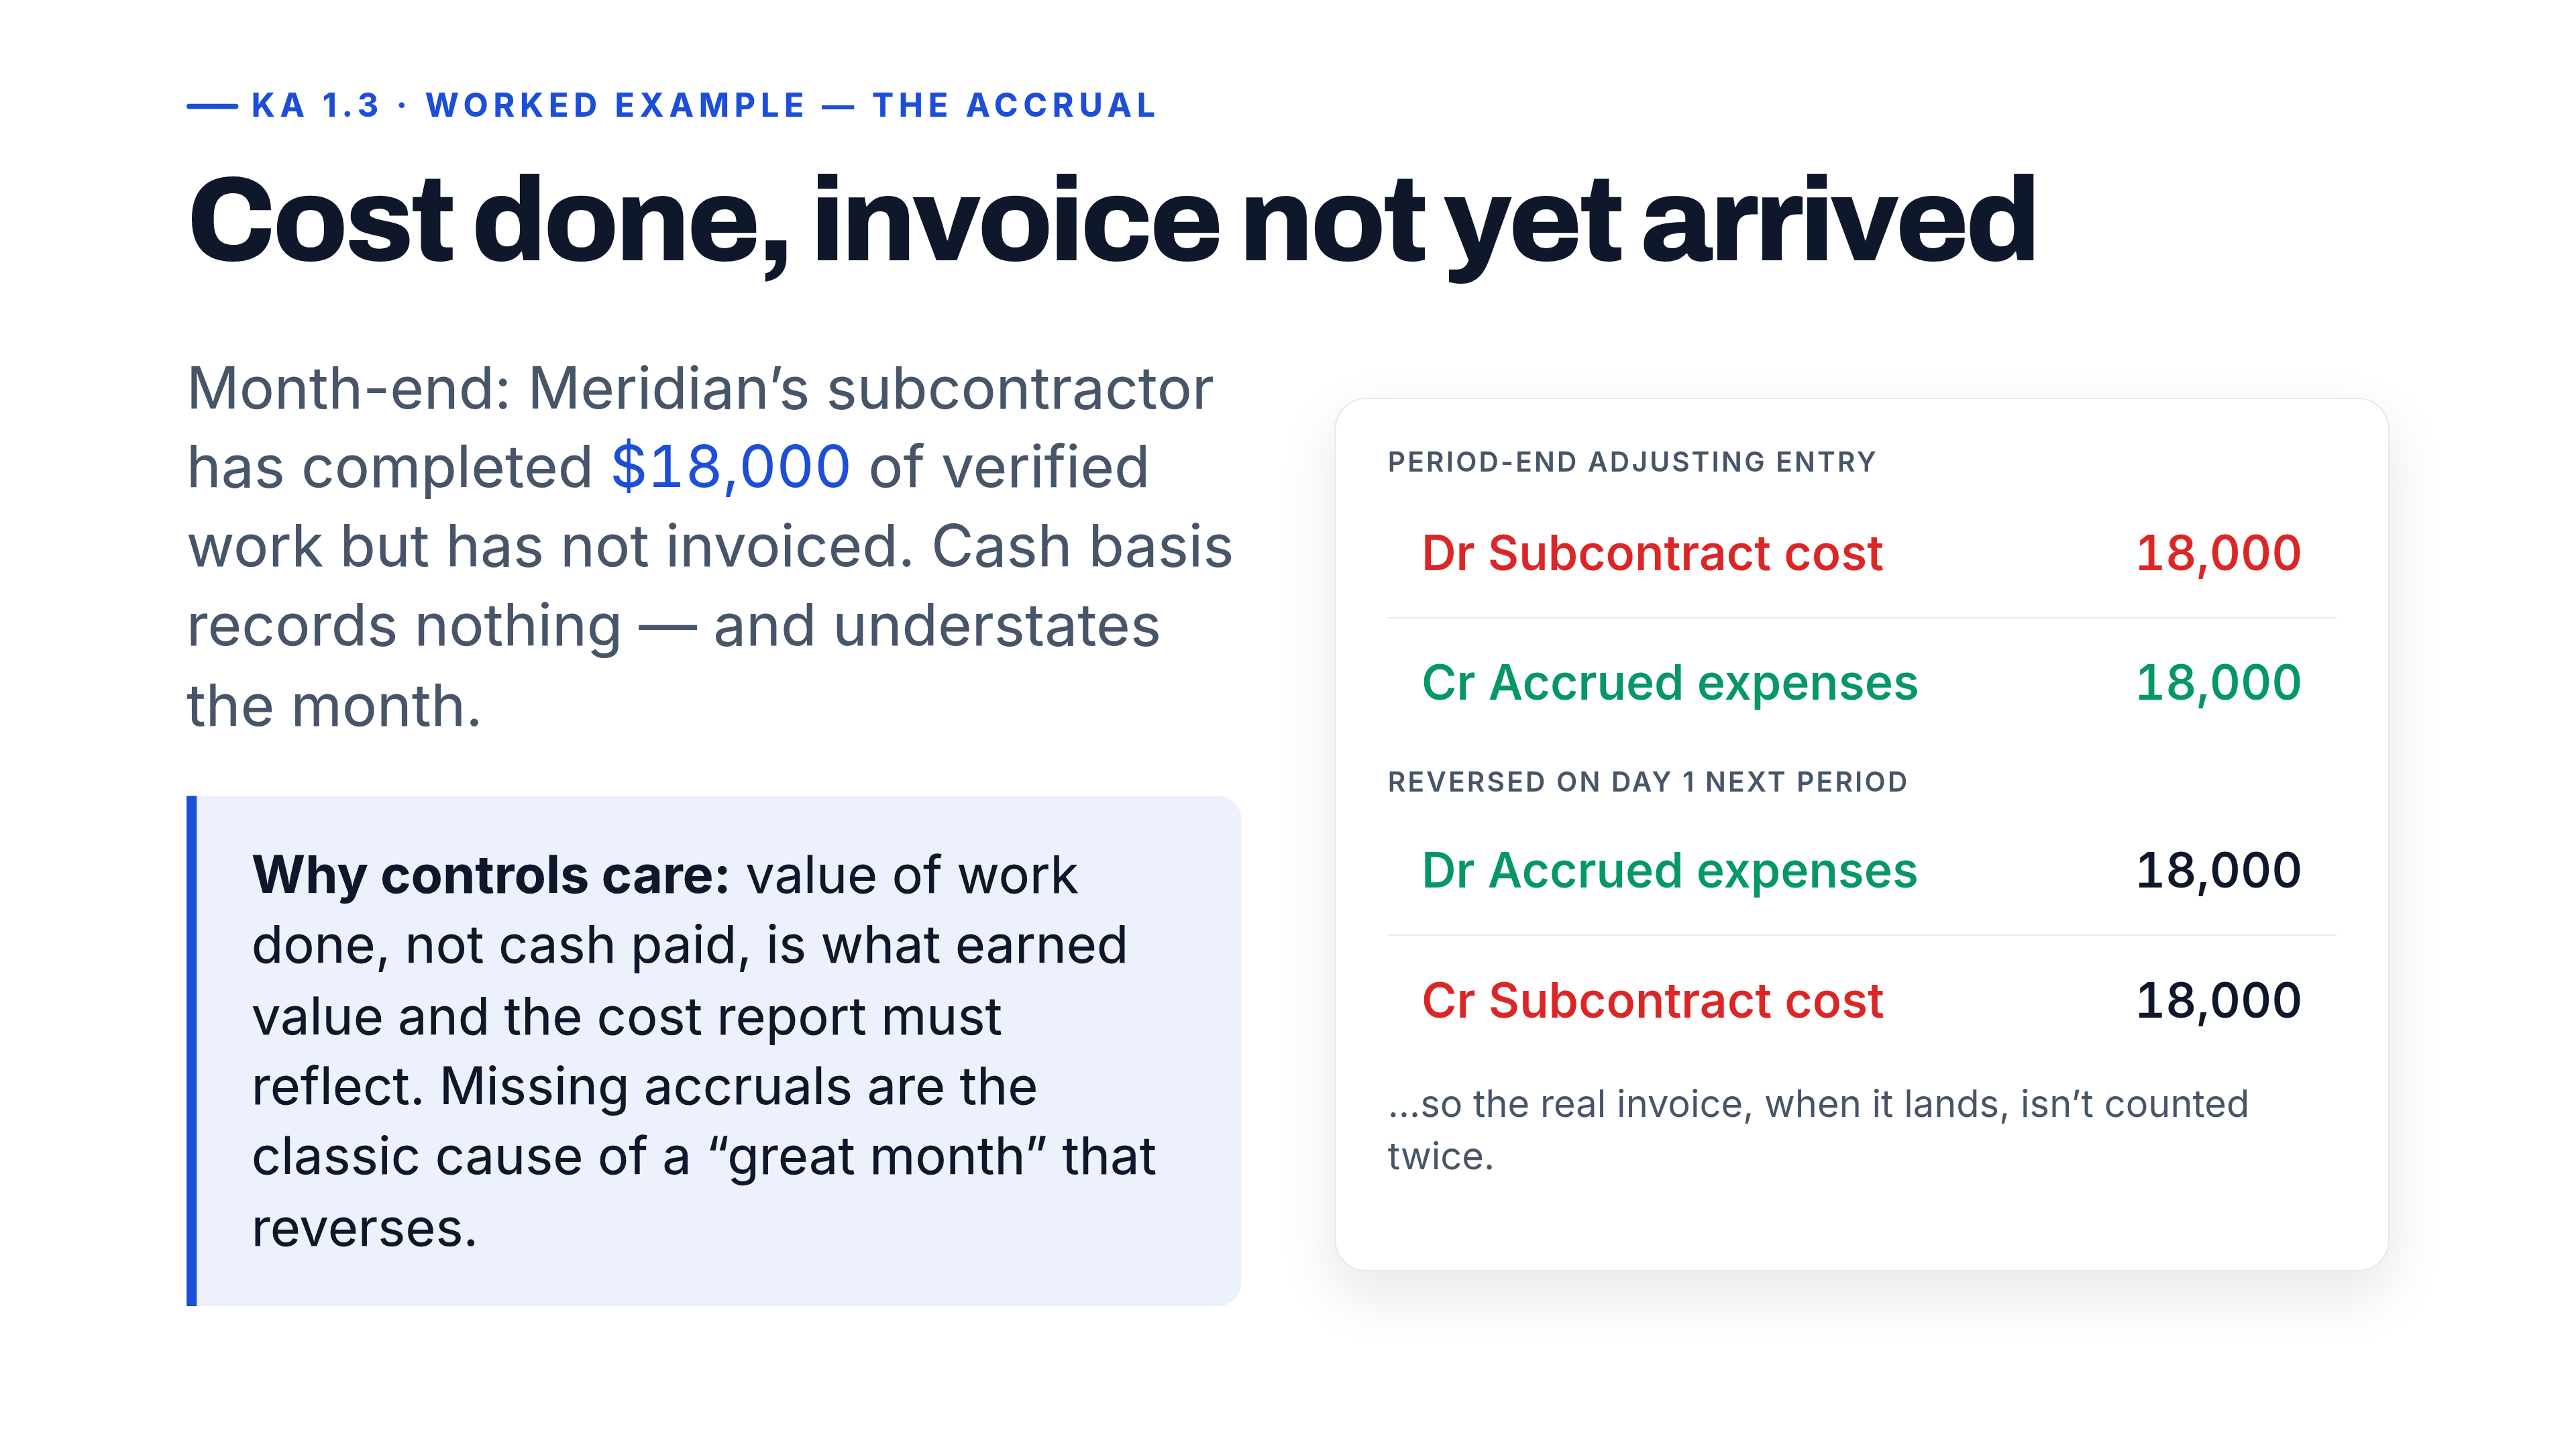 KA 1.3 · WORKED EXAMPLE — THE ACCRUAL
Cost done, invoice not yet arrived
Month-end: Meridian’s subcontractor
has completed $18,000 of verified
work but has not invoiced. Cash basis
records nothing — and understates
the month.
Why controls care: value of work
done, not cash paid, is what earned
value and the cost report must
reflect. Missing accruals are the
classic cause of a “great month” that
reverses.
PERIOD-END ADJUSTING ENTRY
Dr Subcontract cost 18,000
Cr Accrued expenses 18,000
REVERSED ON DAY 1 NEXT PERIOD
Dr Accrued expenses 18,000
Cr Subcontract cost 18,000
…so the real invoice, when it lands, isn’t counted
twice.